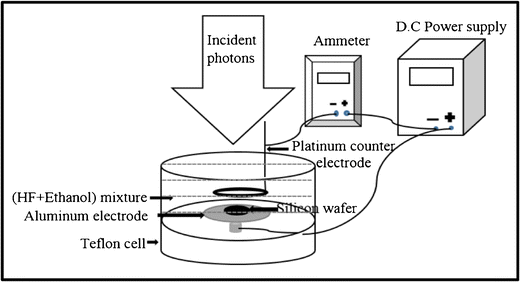 Incident
photons
Ammeter
D.C Power supply
- +
- +
Platinum counter
electrode
(HF+Ethanol) mixture
Silicon wafer
Aluminum electrode
Teflon cell